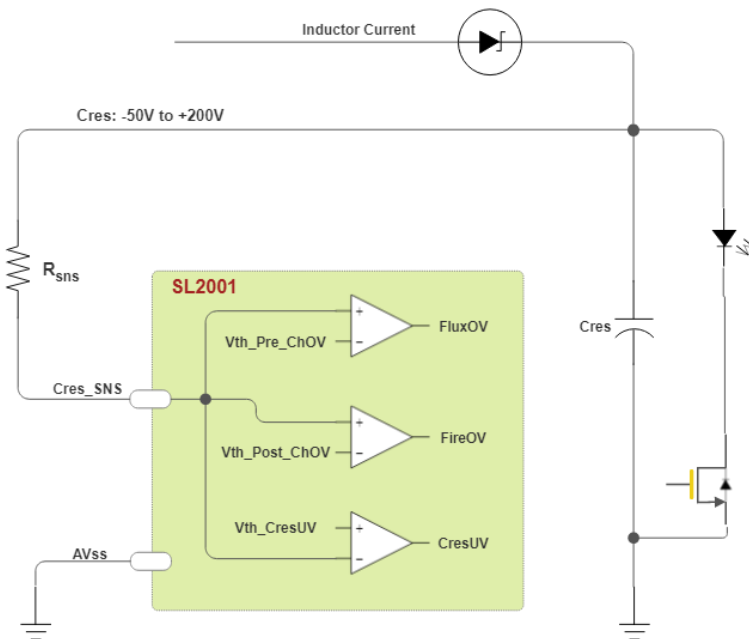 Inductor Current
Cres: -50V to +200V
Rsns
SL2001
+
FluxOV
Vth_Pre_ChOV
−
Cres
Cres_SNS
+
FireOV
Vth_Post_ChOV
−
Vth_CresUV
+
CresUV
−
AVss